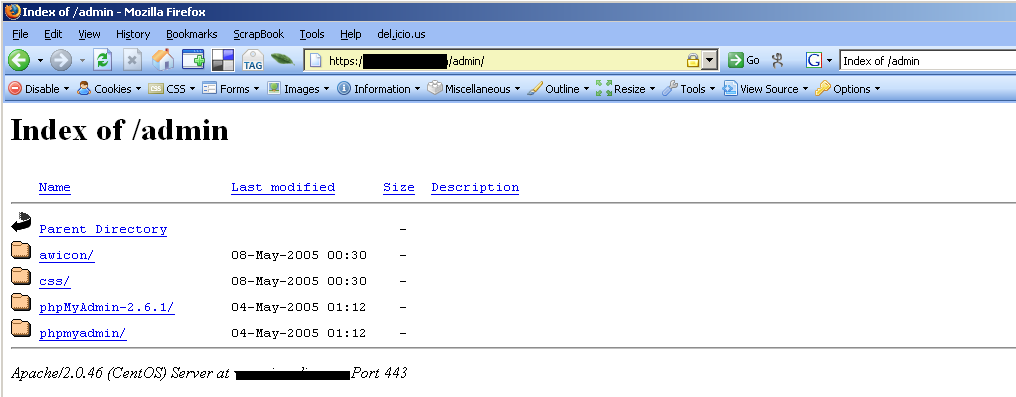 Index of /admin - Mozilla Firefox
File Edit View History Bookmarks ScrapBook Tools Help del.icio.us
TAG https:/ /admin/ Go G Index of /admin
Disable Cookies CSS Forms Images Information Miscellaneous Outline Resize Tools View Source Options
Index of /admin
Name Last modified Size Description
Parent Directory -
awicon/ 08-May-2005 00:30 -
css/ 08-May-2005 00:30 -
phpMyAdmin-2.6.1/ 04-May-2005 01:12 -
phpmyadmin/ 04-May-2005 01:12 -
Apache/2.0.46 (CentOS) Server at Port 443